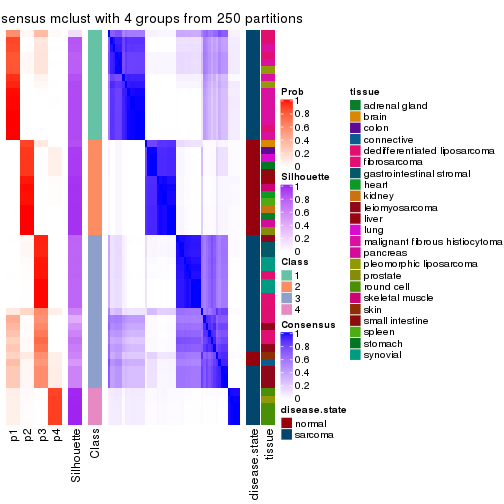 sensus mclust with 4 groups from 250 partitions
p1
p2
p3
p4
Silhouette
Class
disease.state
tissue
Prob
1
0.8
0.6
0.4
0.2
0
Silhouette
1
0.8
0.6
0.4
0.2
0
Class
1
2
3
4
Consensus
1
0.8
0.6
0.4
0.2
0
disease.state
normal
sarcoma
tissue
adrenal gland
brain
colon
connective
dedifferentiated liposarcoma
fibrosarcoma
gastrointestinal stromal
heart
kidney
leiomyosarcoma
liver
lung
malignant fibrous histiocytoma
pancreas
pleomorphic liposarcoma
prostate
round cell
skeletal muscle
skin
small intestine
spleen
stomach
synovial